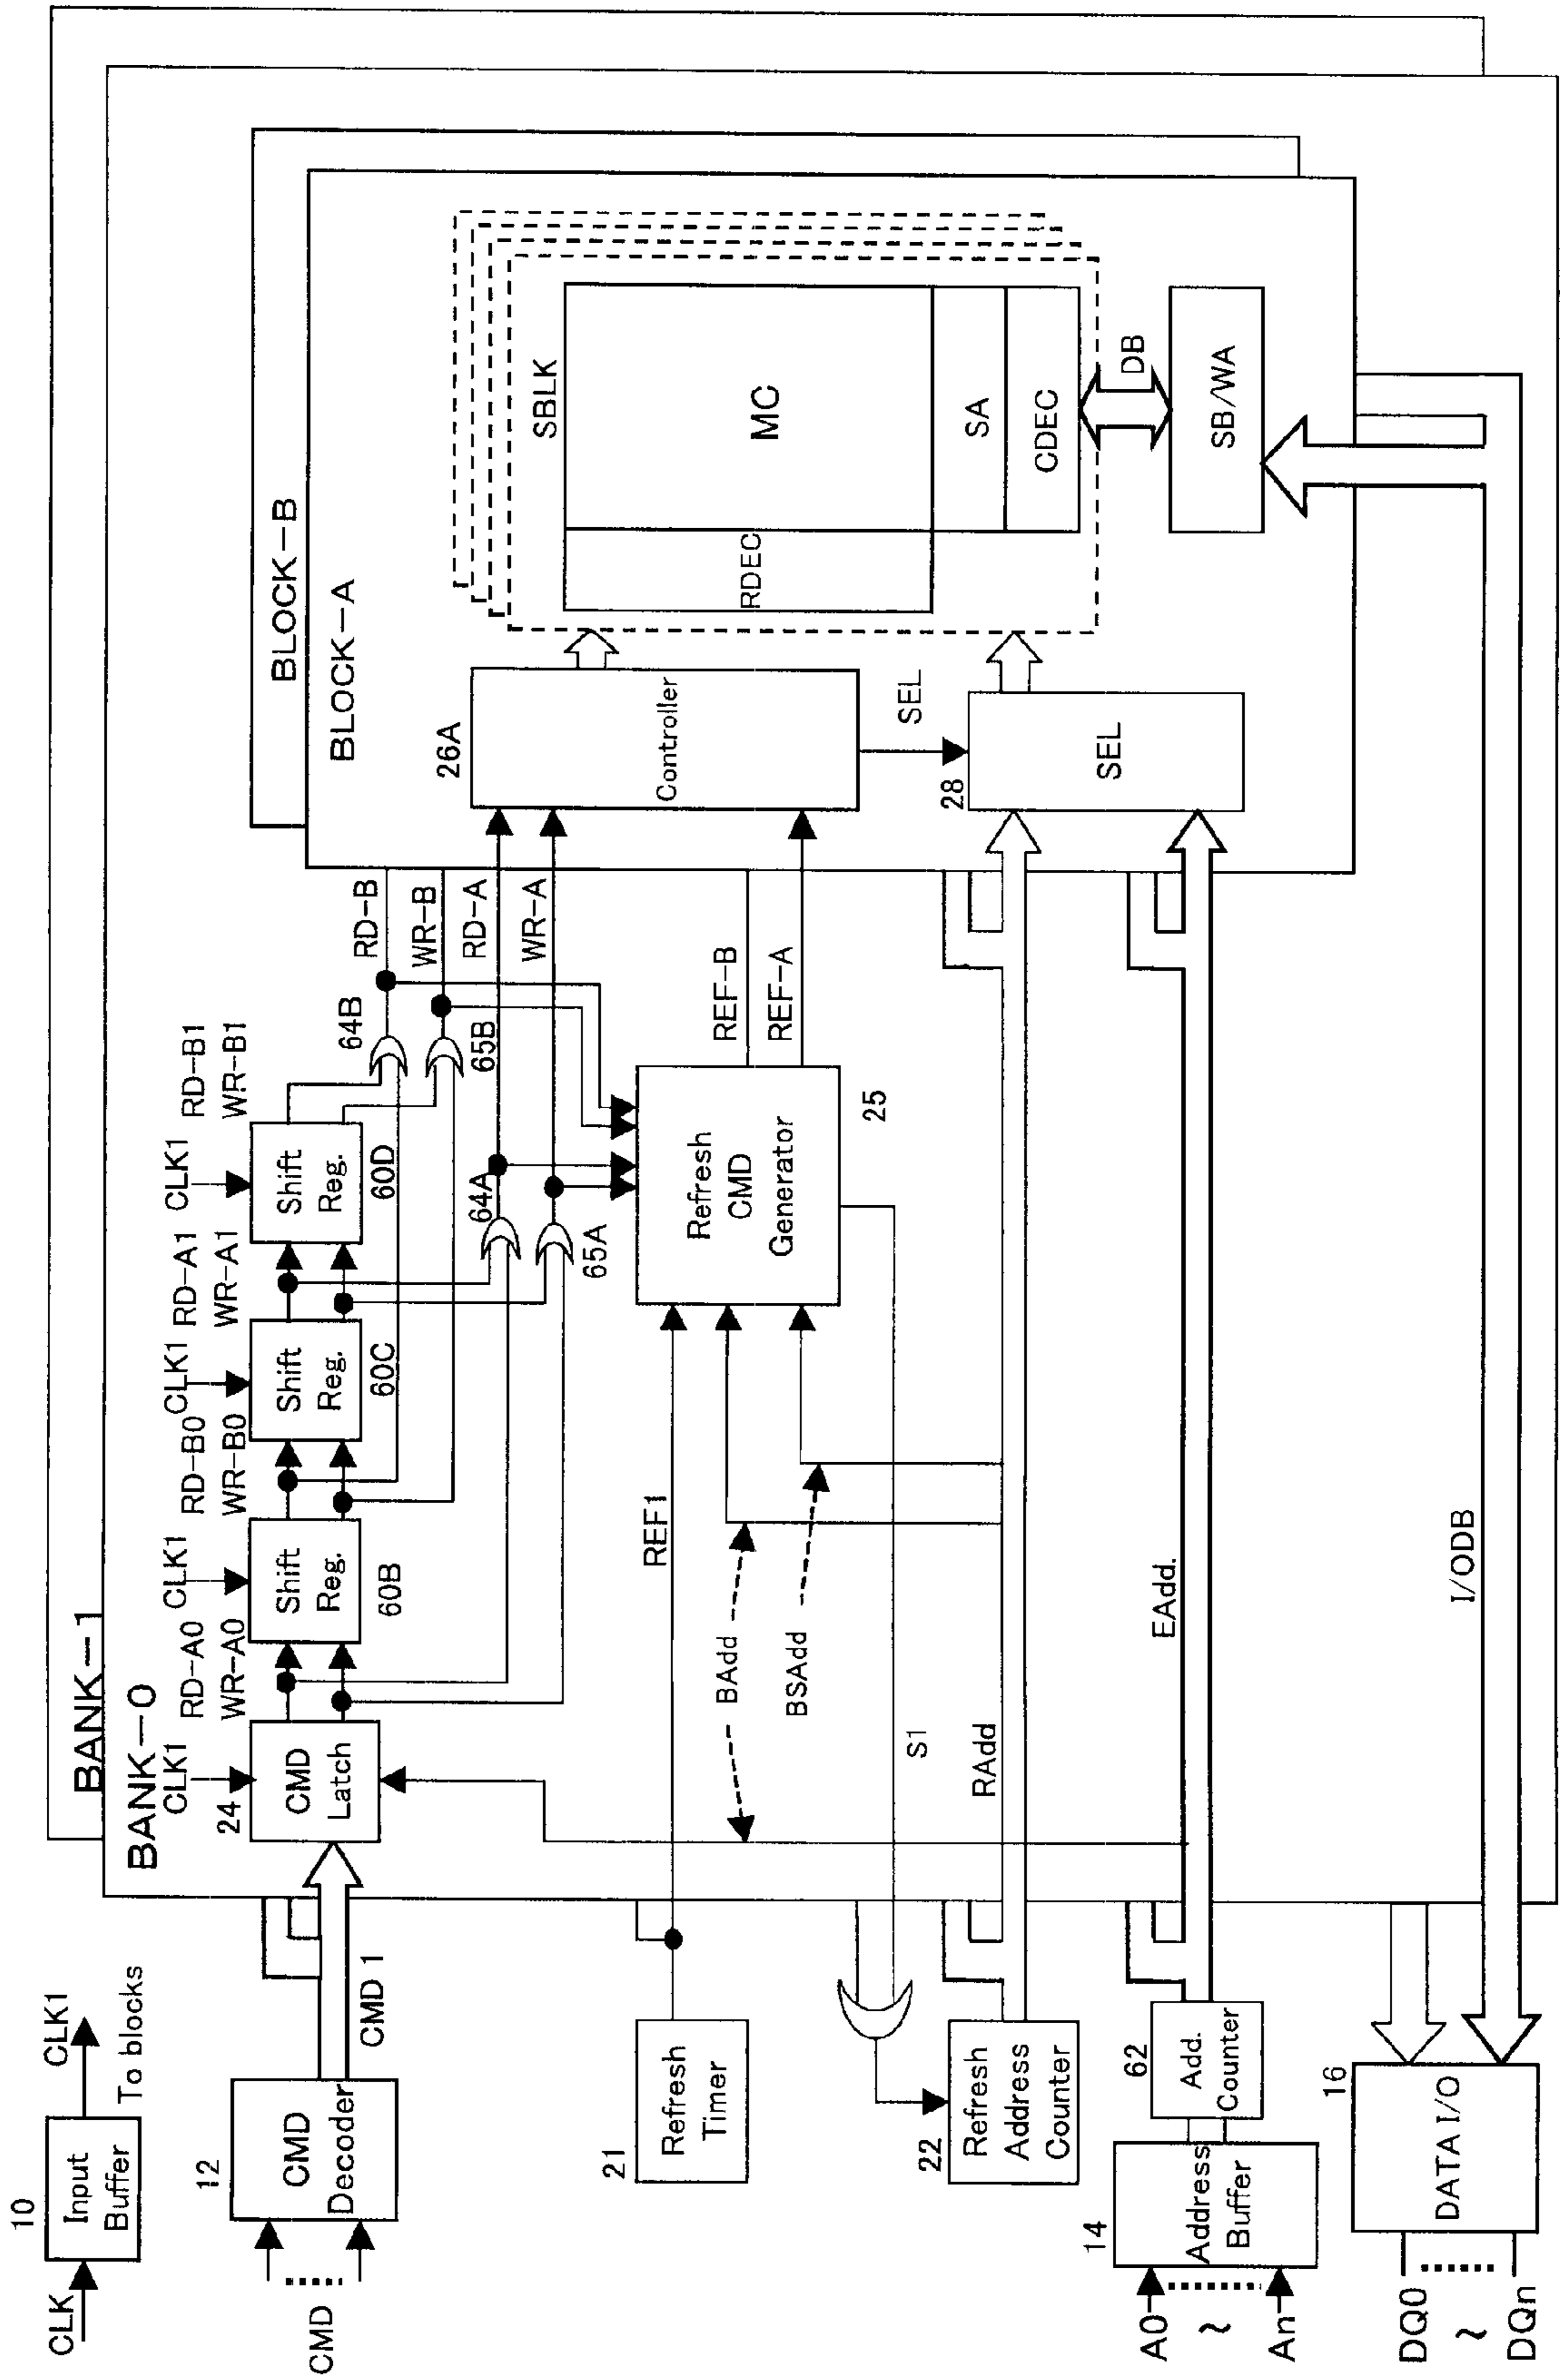 CLK
10
Input
Buffer
CLK1
To blocks
CMD
12
CMD
Decoder
CMD 1
21
Refresh
Timer
22
Refresh
Address
Counter
14
Address
Buffer
A0
~
An
62
Add.
Counter
16
DATA I/O
DQ0
~
DQn
BANK-1
BANK-0
CLK1
24
CMD
Latch
RD-A0
WR-A0
CLK1
Shift
Reg.
60B
RD-B0
WR-B0
CLK1
Shift
Reg.
60C
RD-A1
WR-A1
CLK1
Shift
Reg.
60D
RD-B1
WR-B1
64B
65B
64A
65A
RD-B
WR-B
RD-A
WR-A
REF1
BAdd
BSAdd
S1
RAdd
EAdd.
I/ODB
Refresh
CMD
Generator
25
REF-B
REF-A
BLOCK-B
BLOCK-A
26A
Controller
SEL
28
SEL
SBLK
MC
RDEC
SA
CDEC
DB
SB/WA